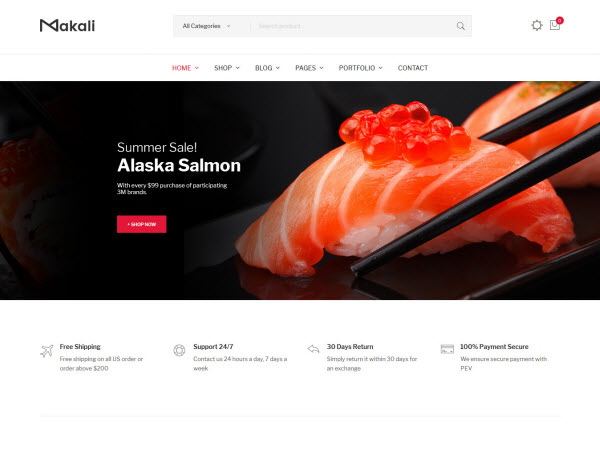 Makali
All Categories
Search product...
0
HOME SHOP BLOG PAGES PORTFOLIO CONTACT
Summer Sale!
Alaska Salmon
With every $99 purchase of participating
3M brands.
+ SHOP NOW
Free Shipping
Free shipping on all US order or
order above $200
Support 24/7
Contact us 24 hours a day, 7 days a
week
30 Days Return
Simply return it within 30 days for
an exchange
100% Payment Secure
We ensure secure payment with
PEV